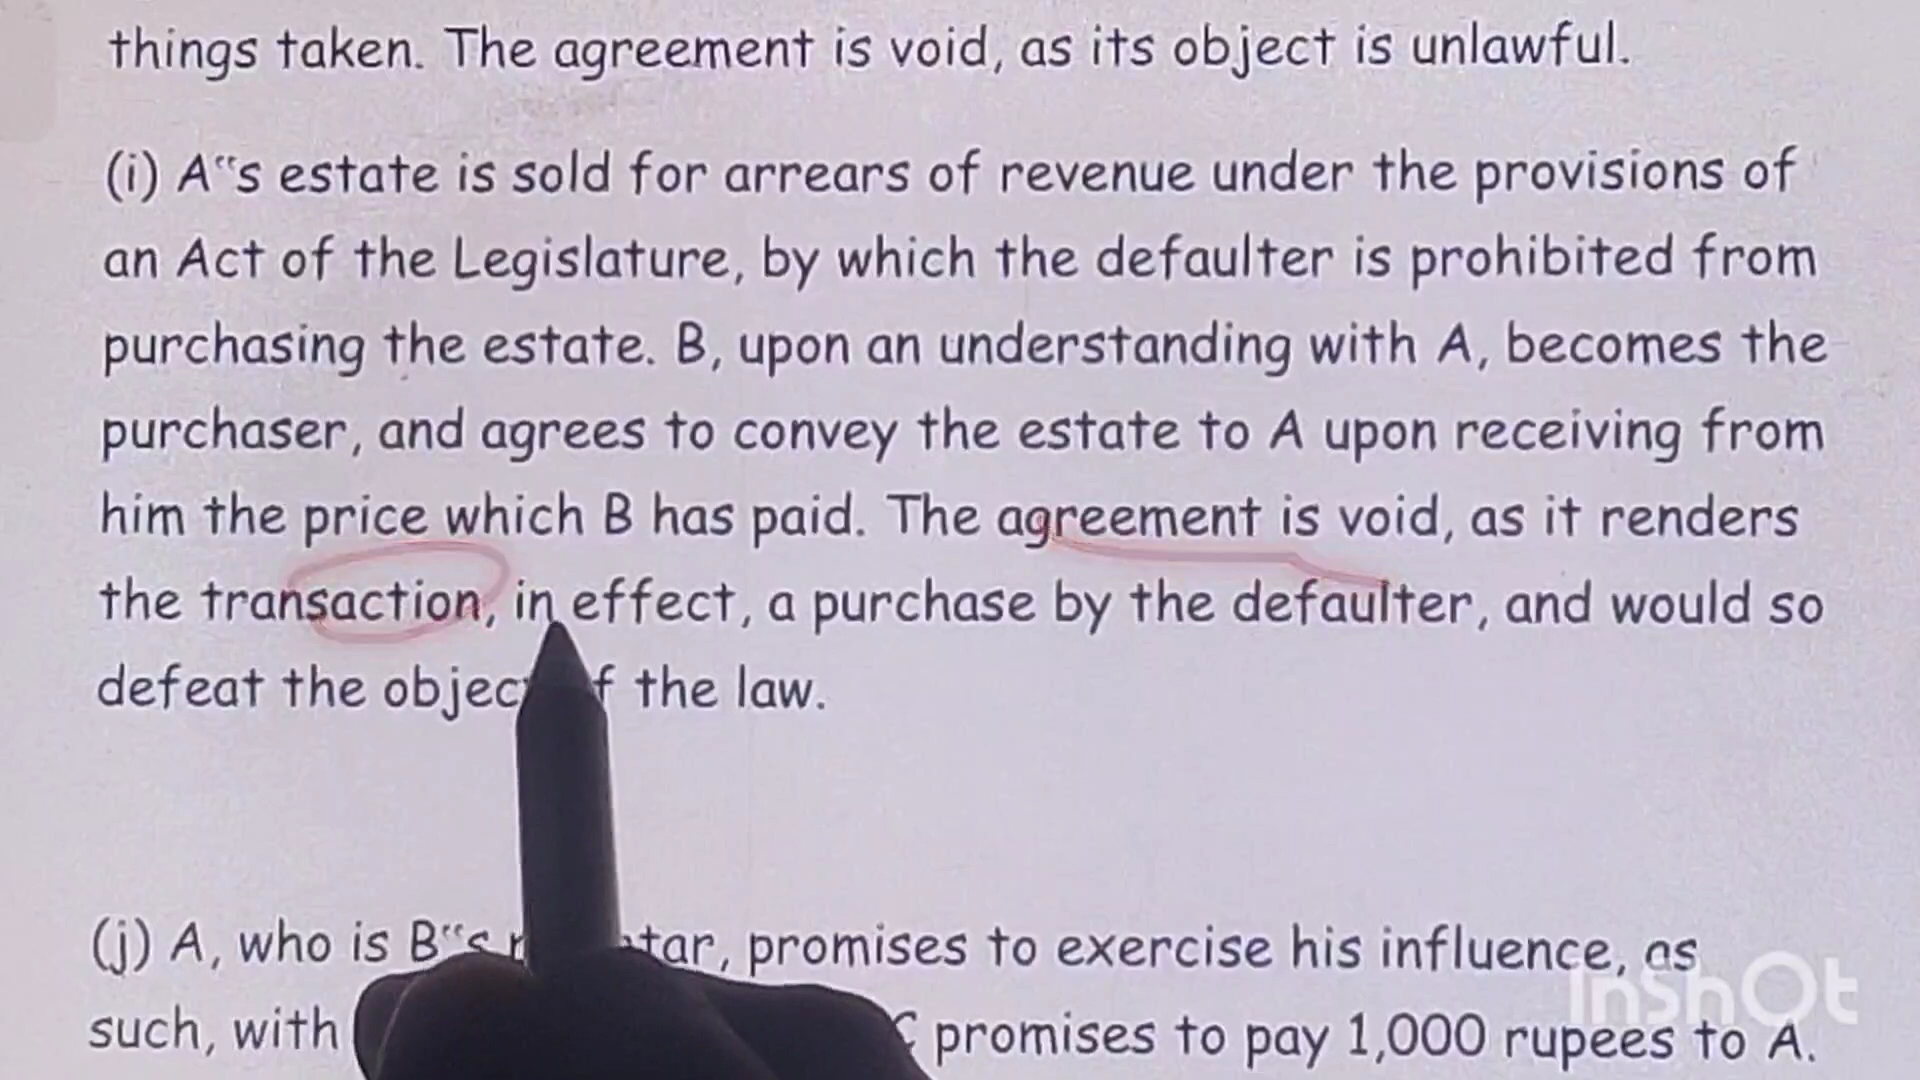 things taken. The agreement is void, as its object is unlawful.
(i) A“s estate is sold for arrears of revenue under the provisions of
an Act of the Legislature, by which the defaulter is prohibited from
purchasing the estate. B, upon an understanding with A, becomes the
purchaser, and agrees to convey the estate to A upon receiving from
him the price which B has paid. The agreement is void, as it renders
the transaction, in effect, a purchase by the defaulter, and would so
defeat the object of the law.
(j) A, who is B“s promises to exercise his influence, as
such, with promises to pay 1,000 rupees to A.
InShOt